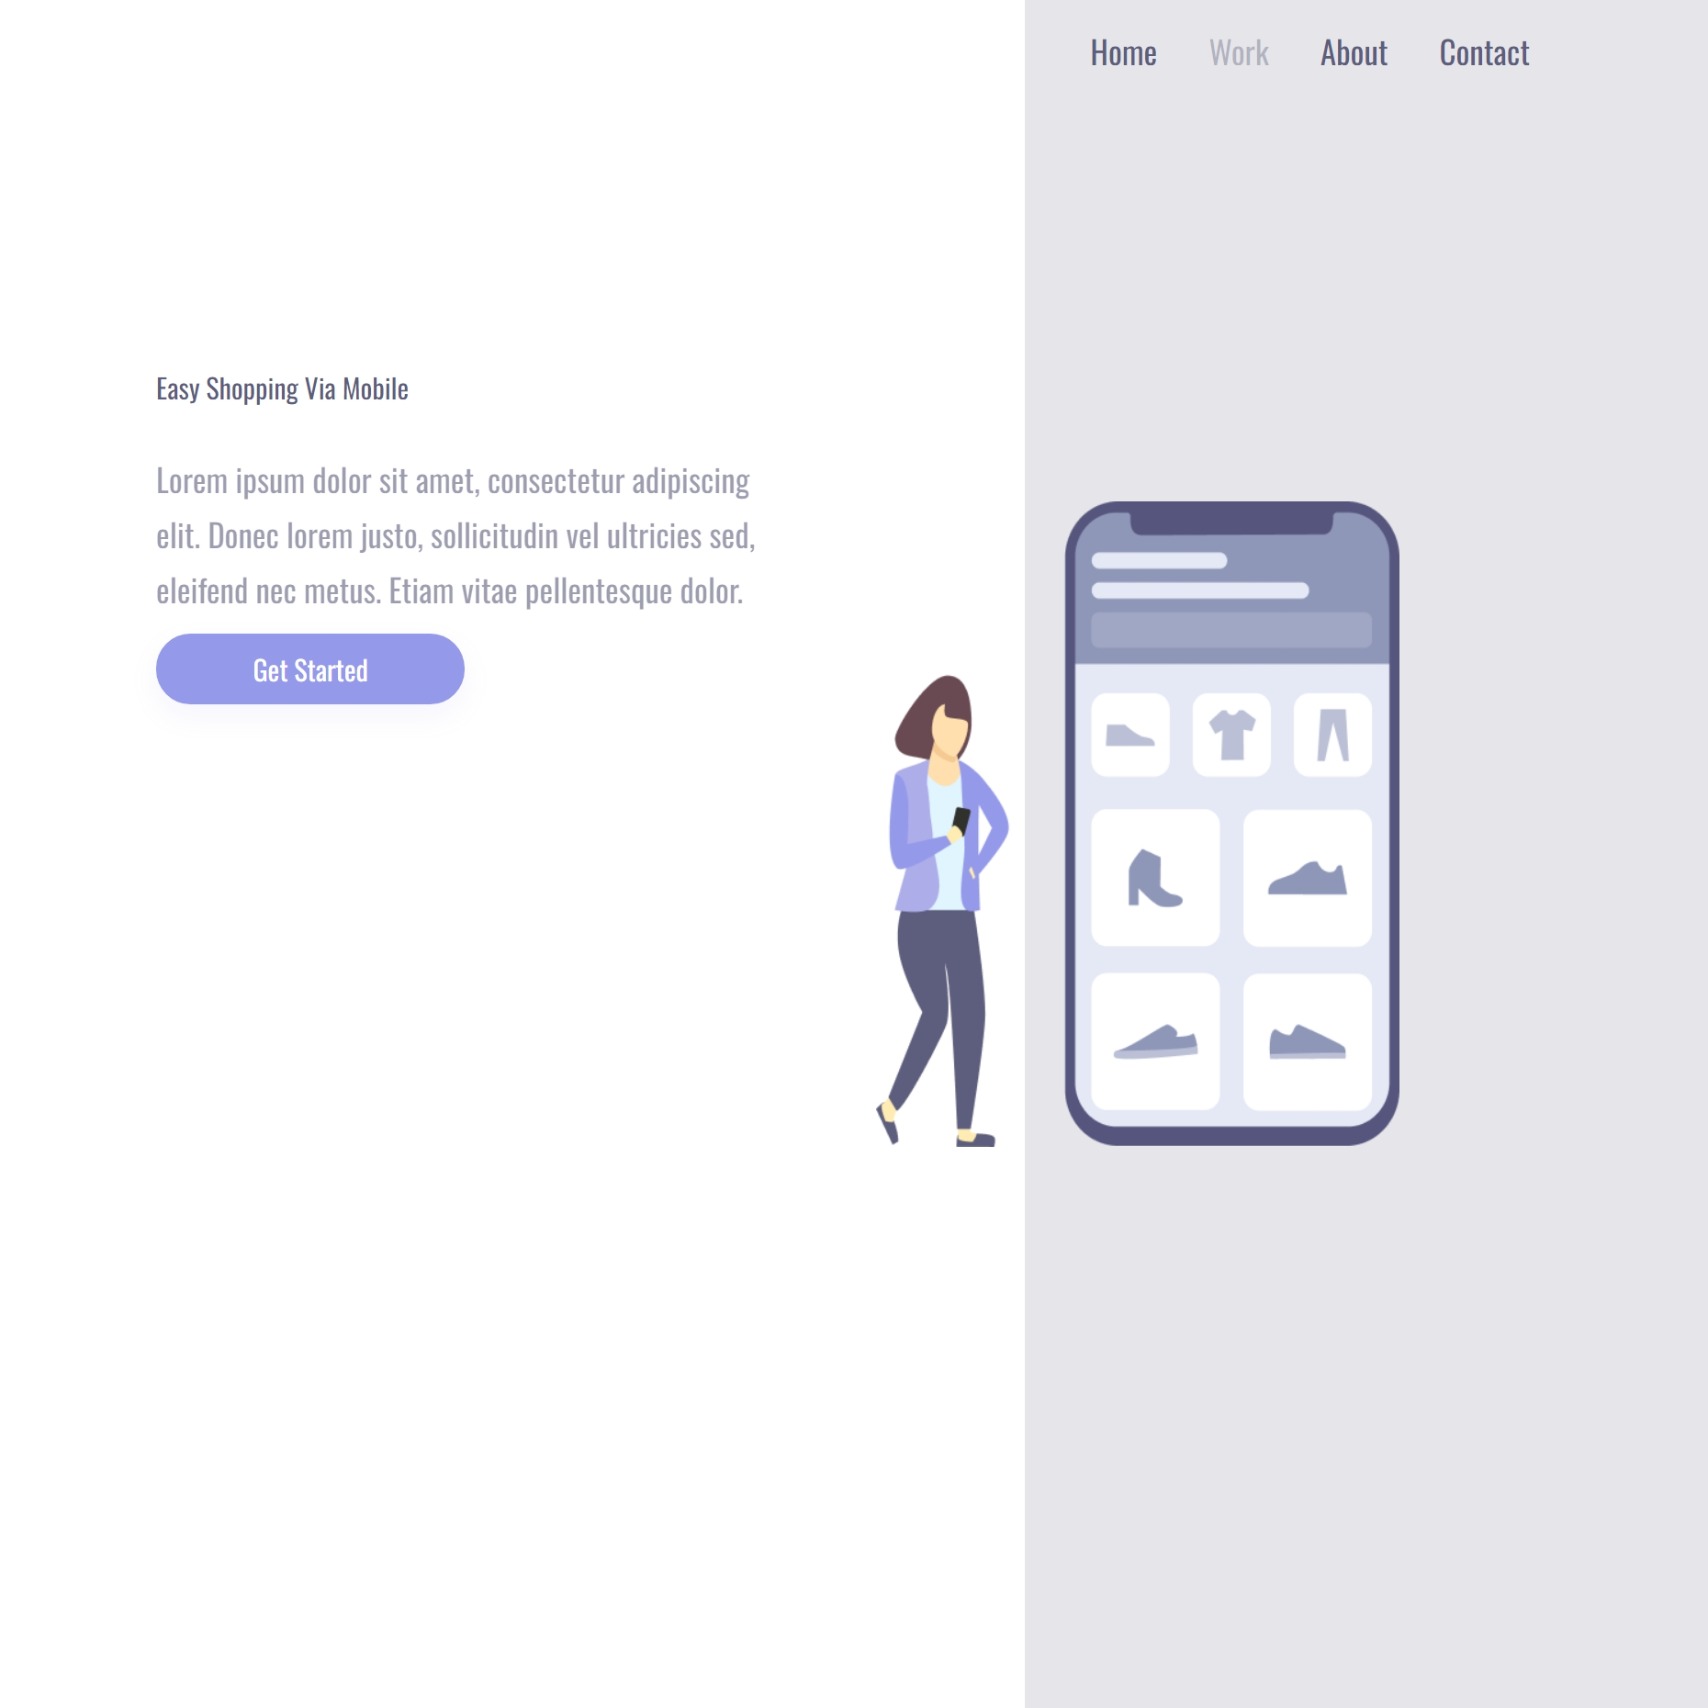 Home Work About Contact
Easy Shopping Via Mobile
Lorem ipsum dolor sit amet, consectetur adipiscing
elit. Donec lorem justo, sollicitudin vel ultricies sed,
eleifend nec metus. Etiam vitae pellentesque dolor.
Get Started